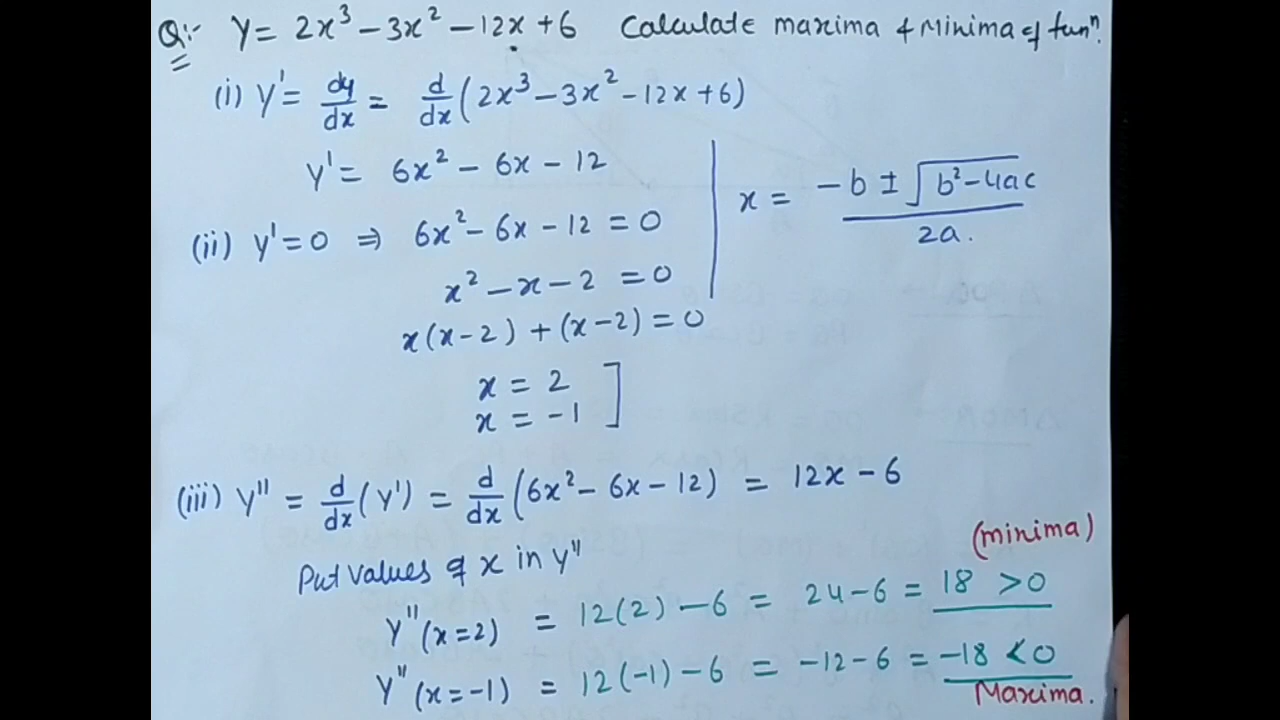 Q:- Y = 2x³ - 3x² - 12x + 6 Calculate maxima & Minima of funⁿ.
(i) Y' = dy/dx = d/dx (2x³ - 3x² - 12x + 6)
Y' = 6x² - 6x - 12
x = (-b ± √(b² - 4ac))/2a.
(ii) Y' = 0 ⇒ 6x² - 6x - 12 = 0
x² - x - 2 = 0
x(x-2) + (x-2) = 0
x = 2 ]
x = -1
(iii) Y'' = d/dx (Y') = d/dx (6x² - 6x - 12) = 12x - 6
Put values of x in Y''
(minima)
Y''(x=2) = 12(2) - 6 = 24 - 6 = 18 > 0
Y''(x=-1) = 12(-1) - 6 = -12 - 6 = -18 < 0
Maxima.